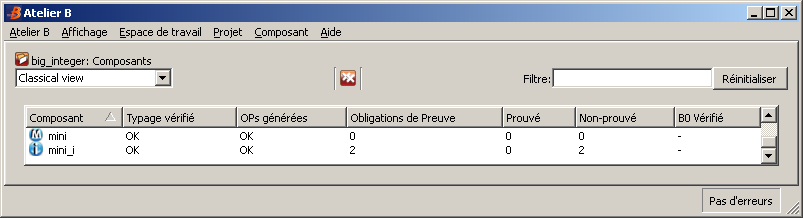 Atelier B
Atelier B Affichage Espace de travail Projet Composant Aide
big_integer: Composants
Classical view Filtre: Réinitialiser
Composant Typage vérifié OPs générées Obligations de Preuve Prouvé Non-prouvé B0 Vérifié
M mini OK OK 0 0 0 -
i mini_i OK OK 2 0 2 -
Pas d'erreurs